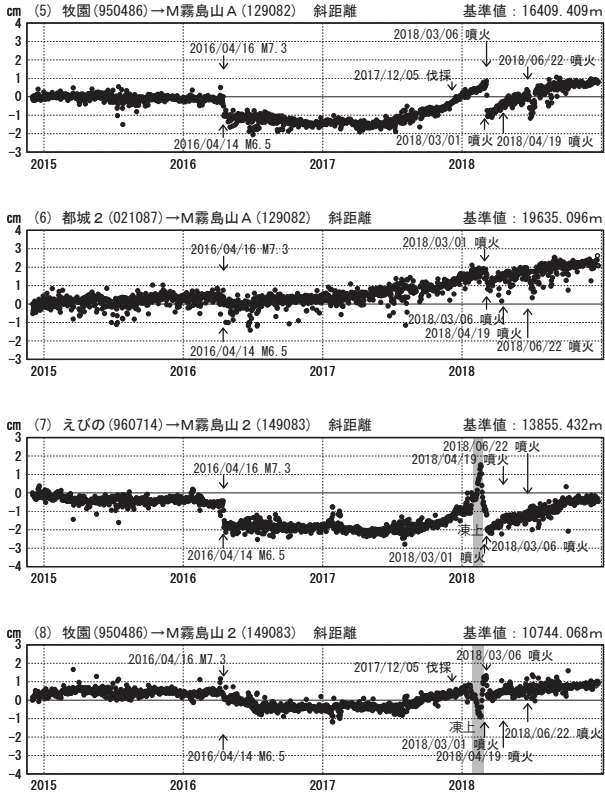 cm (5) 牧園(950486)→M霧島山A(129082) 斜距離 基準値：16409.409m
4
3
2
1
0
-1
-2
-3
2016/04/16 M7.3
2018/03/06 噴火
2017/12/05 伐採
2018/06/22 噴火
2016/04/14 M6.5
2018/03/01 噴火
2018/04/19 噴火
2015 2016 2017 2018
cm (6) 都城2(021087)→M霧島山A(129082) 斜距離 基準値：19635.096m
4
3
2
1
0
-1
-2
-3
2016/04/16 M7.3
2018/03/01 噴火
2018/03/06 噴火
2018/04/19 噴火
2016/04/14 M6.5
2018/06/22 噴火
2015 2016 2017 2018
cm (7) えびの(960714)→M霧島山2(149083) 斜距離 基準値：13855.432m
3
2
1
0
-1
-2
-3
-4
2018/06/22 噴火
2018/04/19 噴火
2016/04/16 M7.3
凍上
2016/04/14 M6.5
2018/03/06 噴火
2018/03/01 噴火
2015 2016 2017 2018
cm (8) 牧園(950486)→M霧島山2(149083) 斜距離 基準値：10744.068m
3
2
1
0
-1
-2
-3
-4
2016/04/16 M7.3
2018/03/06 噴火
2017/12/05 伐採
凍上
2018/06/22 噴火
2018/03/01 噴火
2016/04/14 M6.5
2018/04/19 噴火
2015 2016 2017 2018